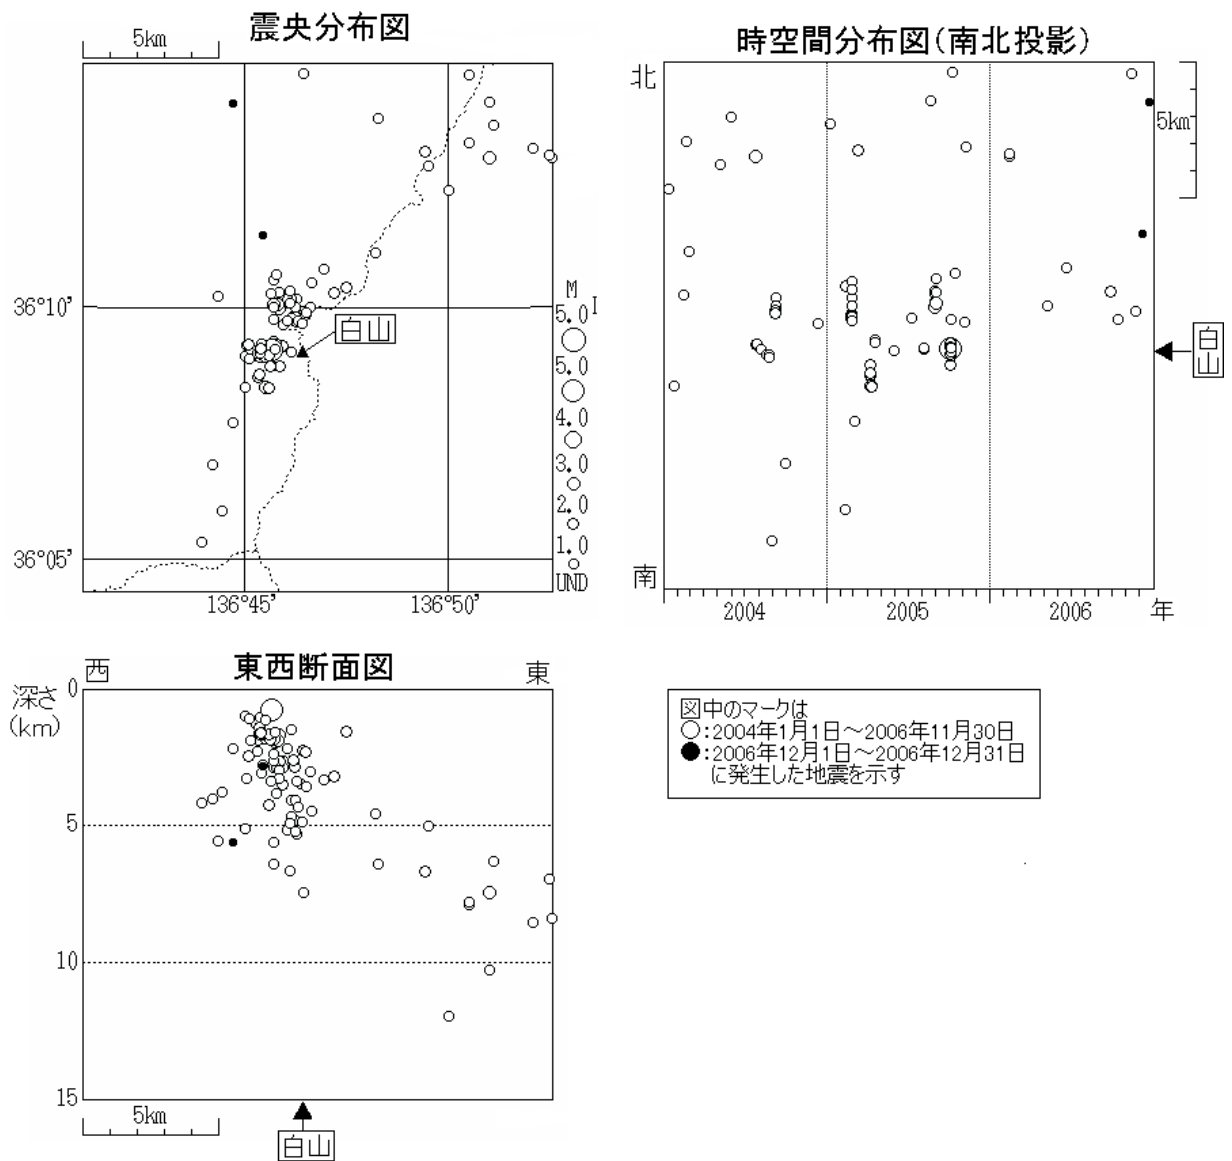 震央分布図
5km
36°10'
36°05'
136°45'
136°50'
白山
M
5.0
5.0
4.0
3.0
2.0
1.0
UND
時空間分布図(南北投影)
北
南
5km
白山
2004
2005
2006
年
東西断面図
西
東
深さ
(km)
0
5
10
15
5km
白山
図中のマークは
○:2004年1月1日～2006年11月30日
●:2006年12月1日～2006年12月31日
に発生した地震を示す